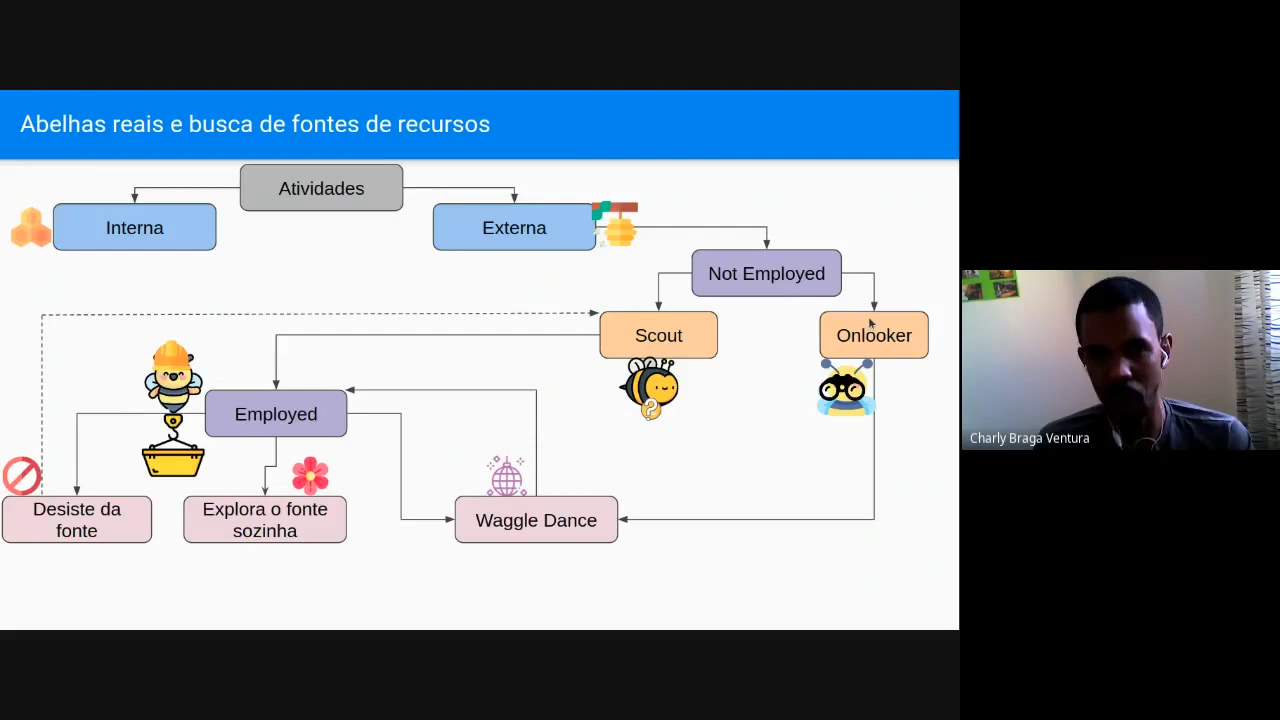 Abelhas reais e busca de fontes de recursos
Atividades
Interna
Externa
Not Employed
Scout
Onlooker
Employed
Desiste da
fonte
Explora o fonte
sozinha
Waggle Dance
?
Charly Braga Ventura